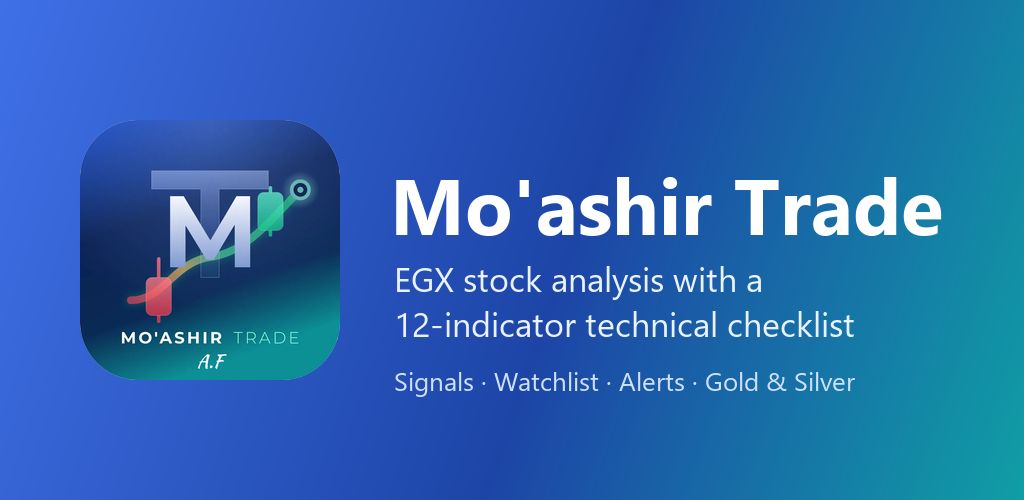 MT
MO'ASHIR TRADE
A.F
Mo'ashir Trade
EGX stock analysis with a
12-indicator technical checklist
Signals · Watchlist · Alerts · Gold & Silver